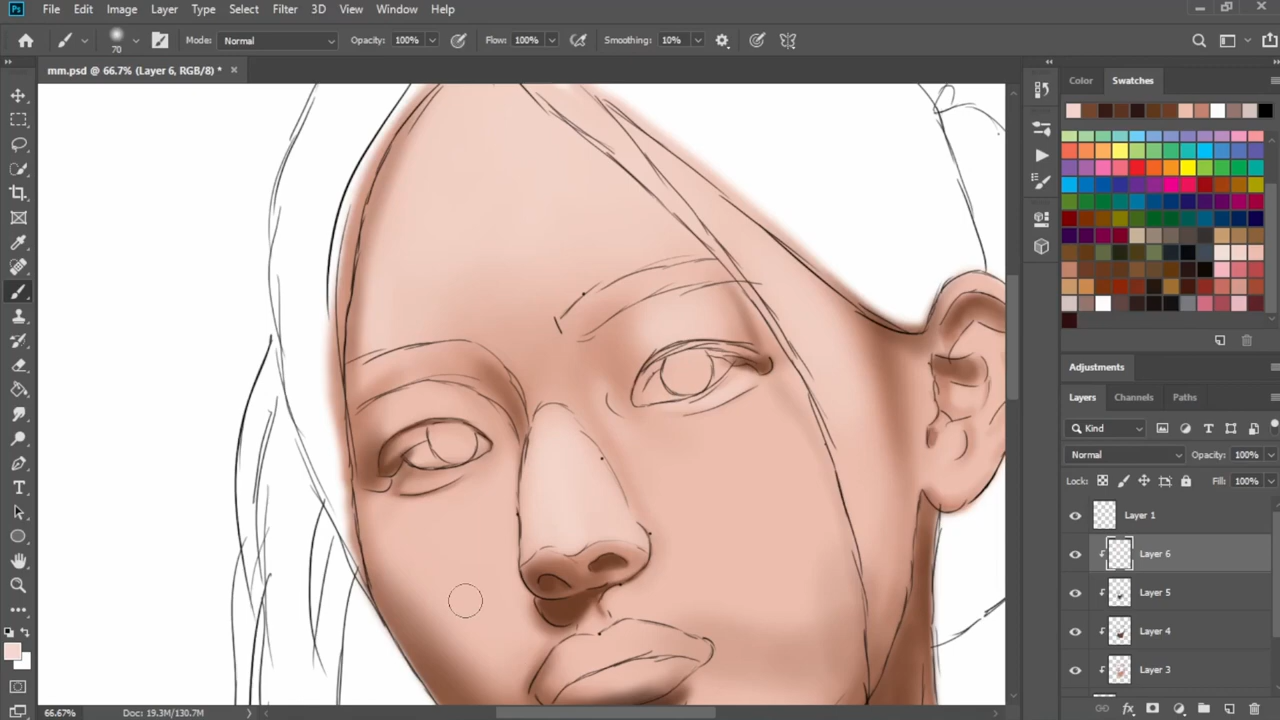 Ps File Edit Image Layer Type Select Filter 3D View Window Help
70 Mode: Normal Opacity: 100% Flow: 100% Smoothing: 10%
mm.psd @ 66.7% (Layer 6, RGB/8) * ×
Color Swatches
Adjustments
Layers Channels Paths
Kind
Normal Opacity: 100%
Lock: Fill: 100%
Layer 1
Layer 6
Layer 5
Layer 4
Layer 3
66.67% Doc: 19.3M/130.7M